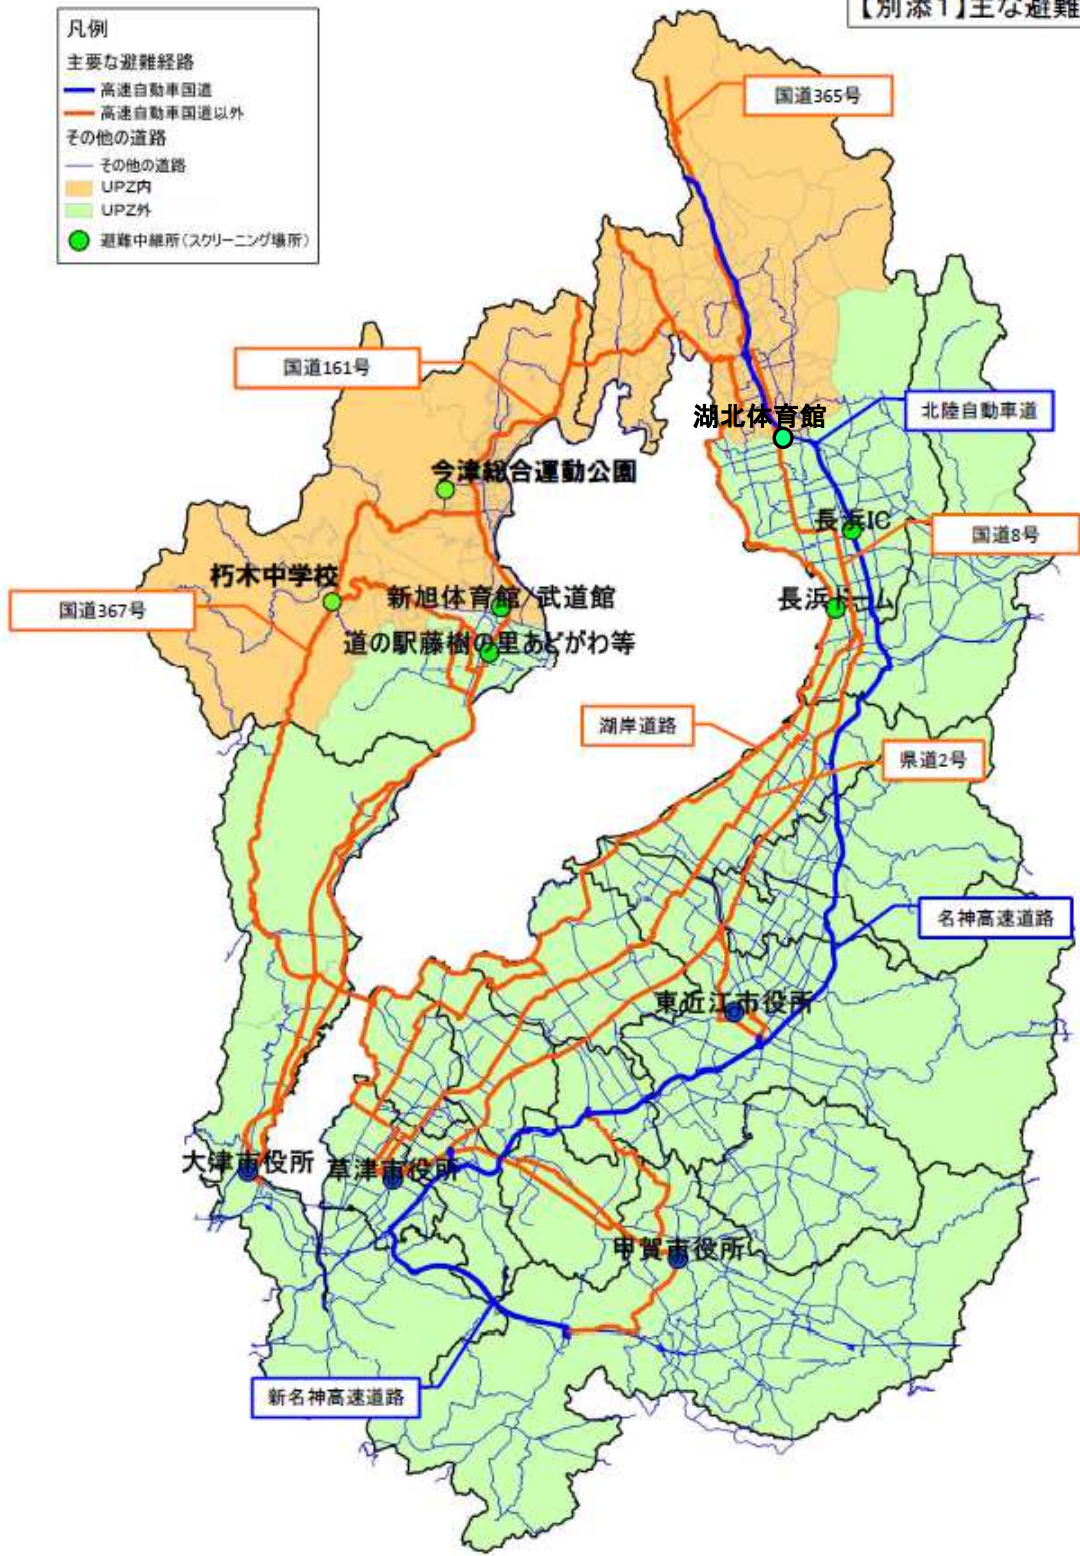 【別添1】主な避難
凡例
主要な避難経路
高速自動車国道
高速自動車国道以外
その他の道路
その他の道路
UPZ内
UPZ外
避難中継所(スクリーニング場所)
国道365号
国道161号
北陸自動車道
湖北体育館
今津総合運動公園
長浜IC
国道8号
朽木中学校
国道367号
新旭体育館/武道館
長浜ドーム
道の駅藤樹の里あどがわ等
湖岸道路
県道2号
名神高速道路
東近江市役所
大津市役所
草津市役所
甲賀市役所
新名神高速道路